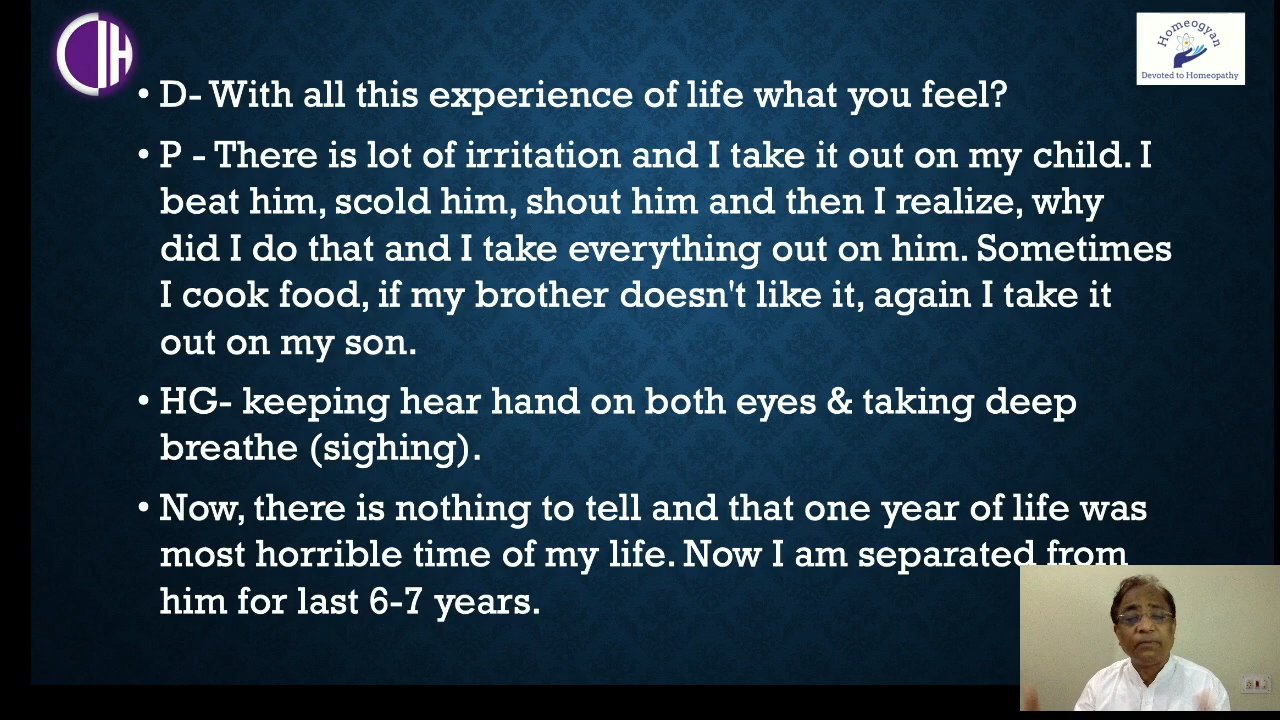 Homeogyan
Devoted to Homeopathy
• D- With all this experience of life what you feel?
• P - There is lot of irritation and I take it out on my child. I
beat him, scold him, shout him and then I realize, why
did I do that and I take everything out on him. Sometimes
I cook food, if my brother doesn't like it, again I take it
out on my son.
• HG- keeping hear hand on both eyes & taking deep
breathe (sighing).
• Now, there is nothing to tell and that one year of life was
most horrible time of my life. Now I am separated from
him for last 6-7 years.